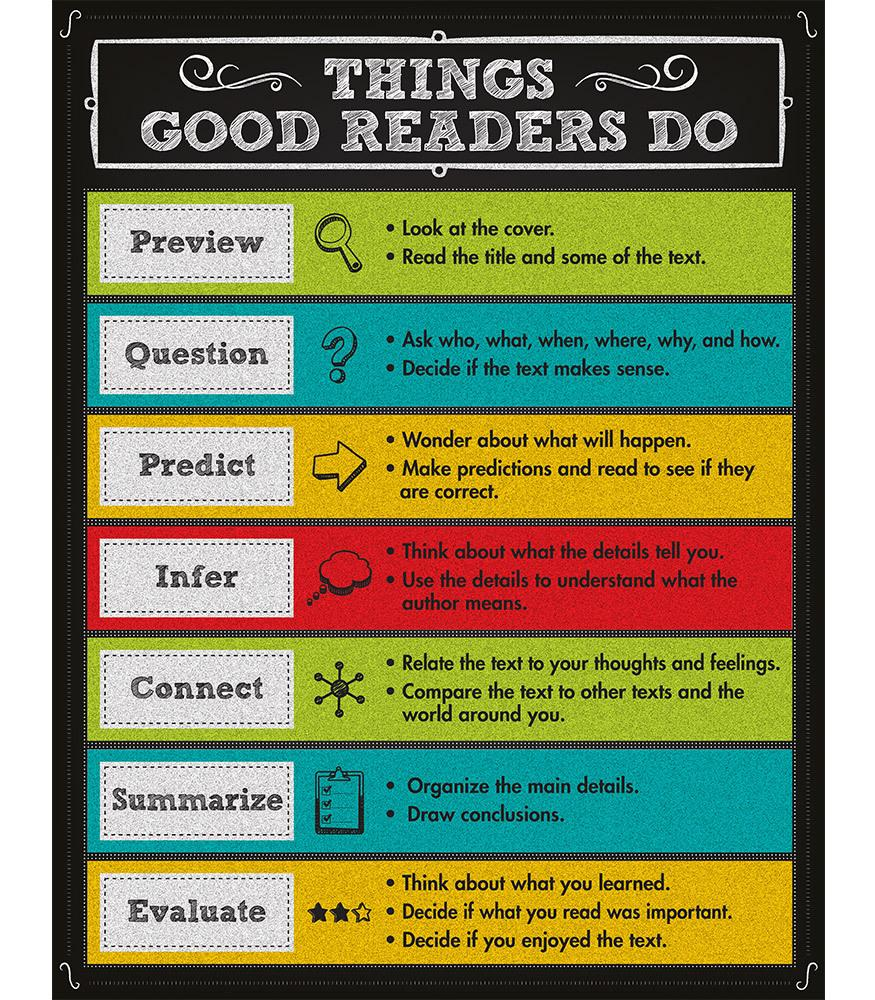 THINGS
GOOD READERS DO
Preview
• Look at the cover.
• Read the title and some of the text.
Question
• Ask who, what, when, where, why, and how.
• Decide if the text makes sense.
Predict
• Wonder about what will happen.
• Make predictions and read to see if they
are correct.
Infer
• Think about what the details tell you.
• Use the details to understand what the
author means.
Connect
• Relate the text to your thoughts and feelings.
• Compare the text to other texts and the
world around you.
Summarize
• Organize the main details.
• Draw conclusions.
Evaluate
• Think about what you learned.
• Decide if what you read was important.
• Decide if you enjoyed the text.